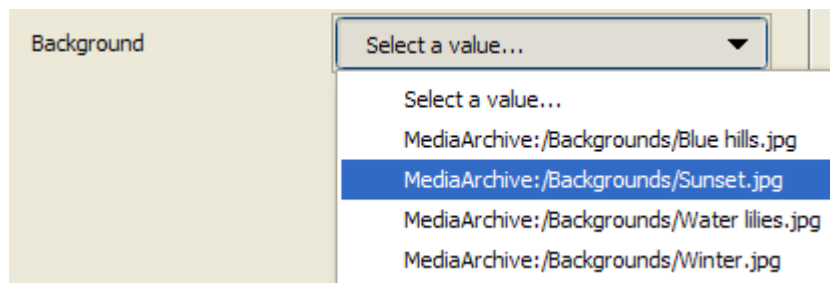 Background
Select a value...
Select a value...
MediaArchive:/Backgrounds/Blue hills.jpg
MediaArchive:/Backgrounds/Sunset.jpg
MediaArchive:/Backgrounds/Water lilies.jpg
MediaArchive:/Backgrounds/Winter.jpg